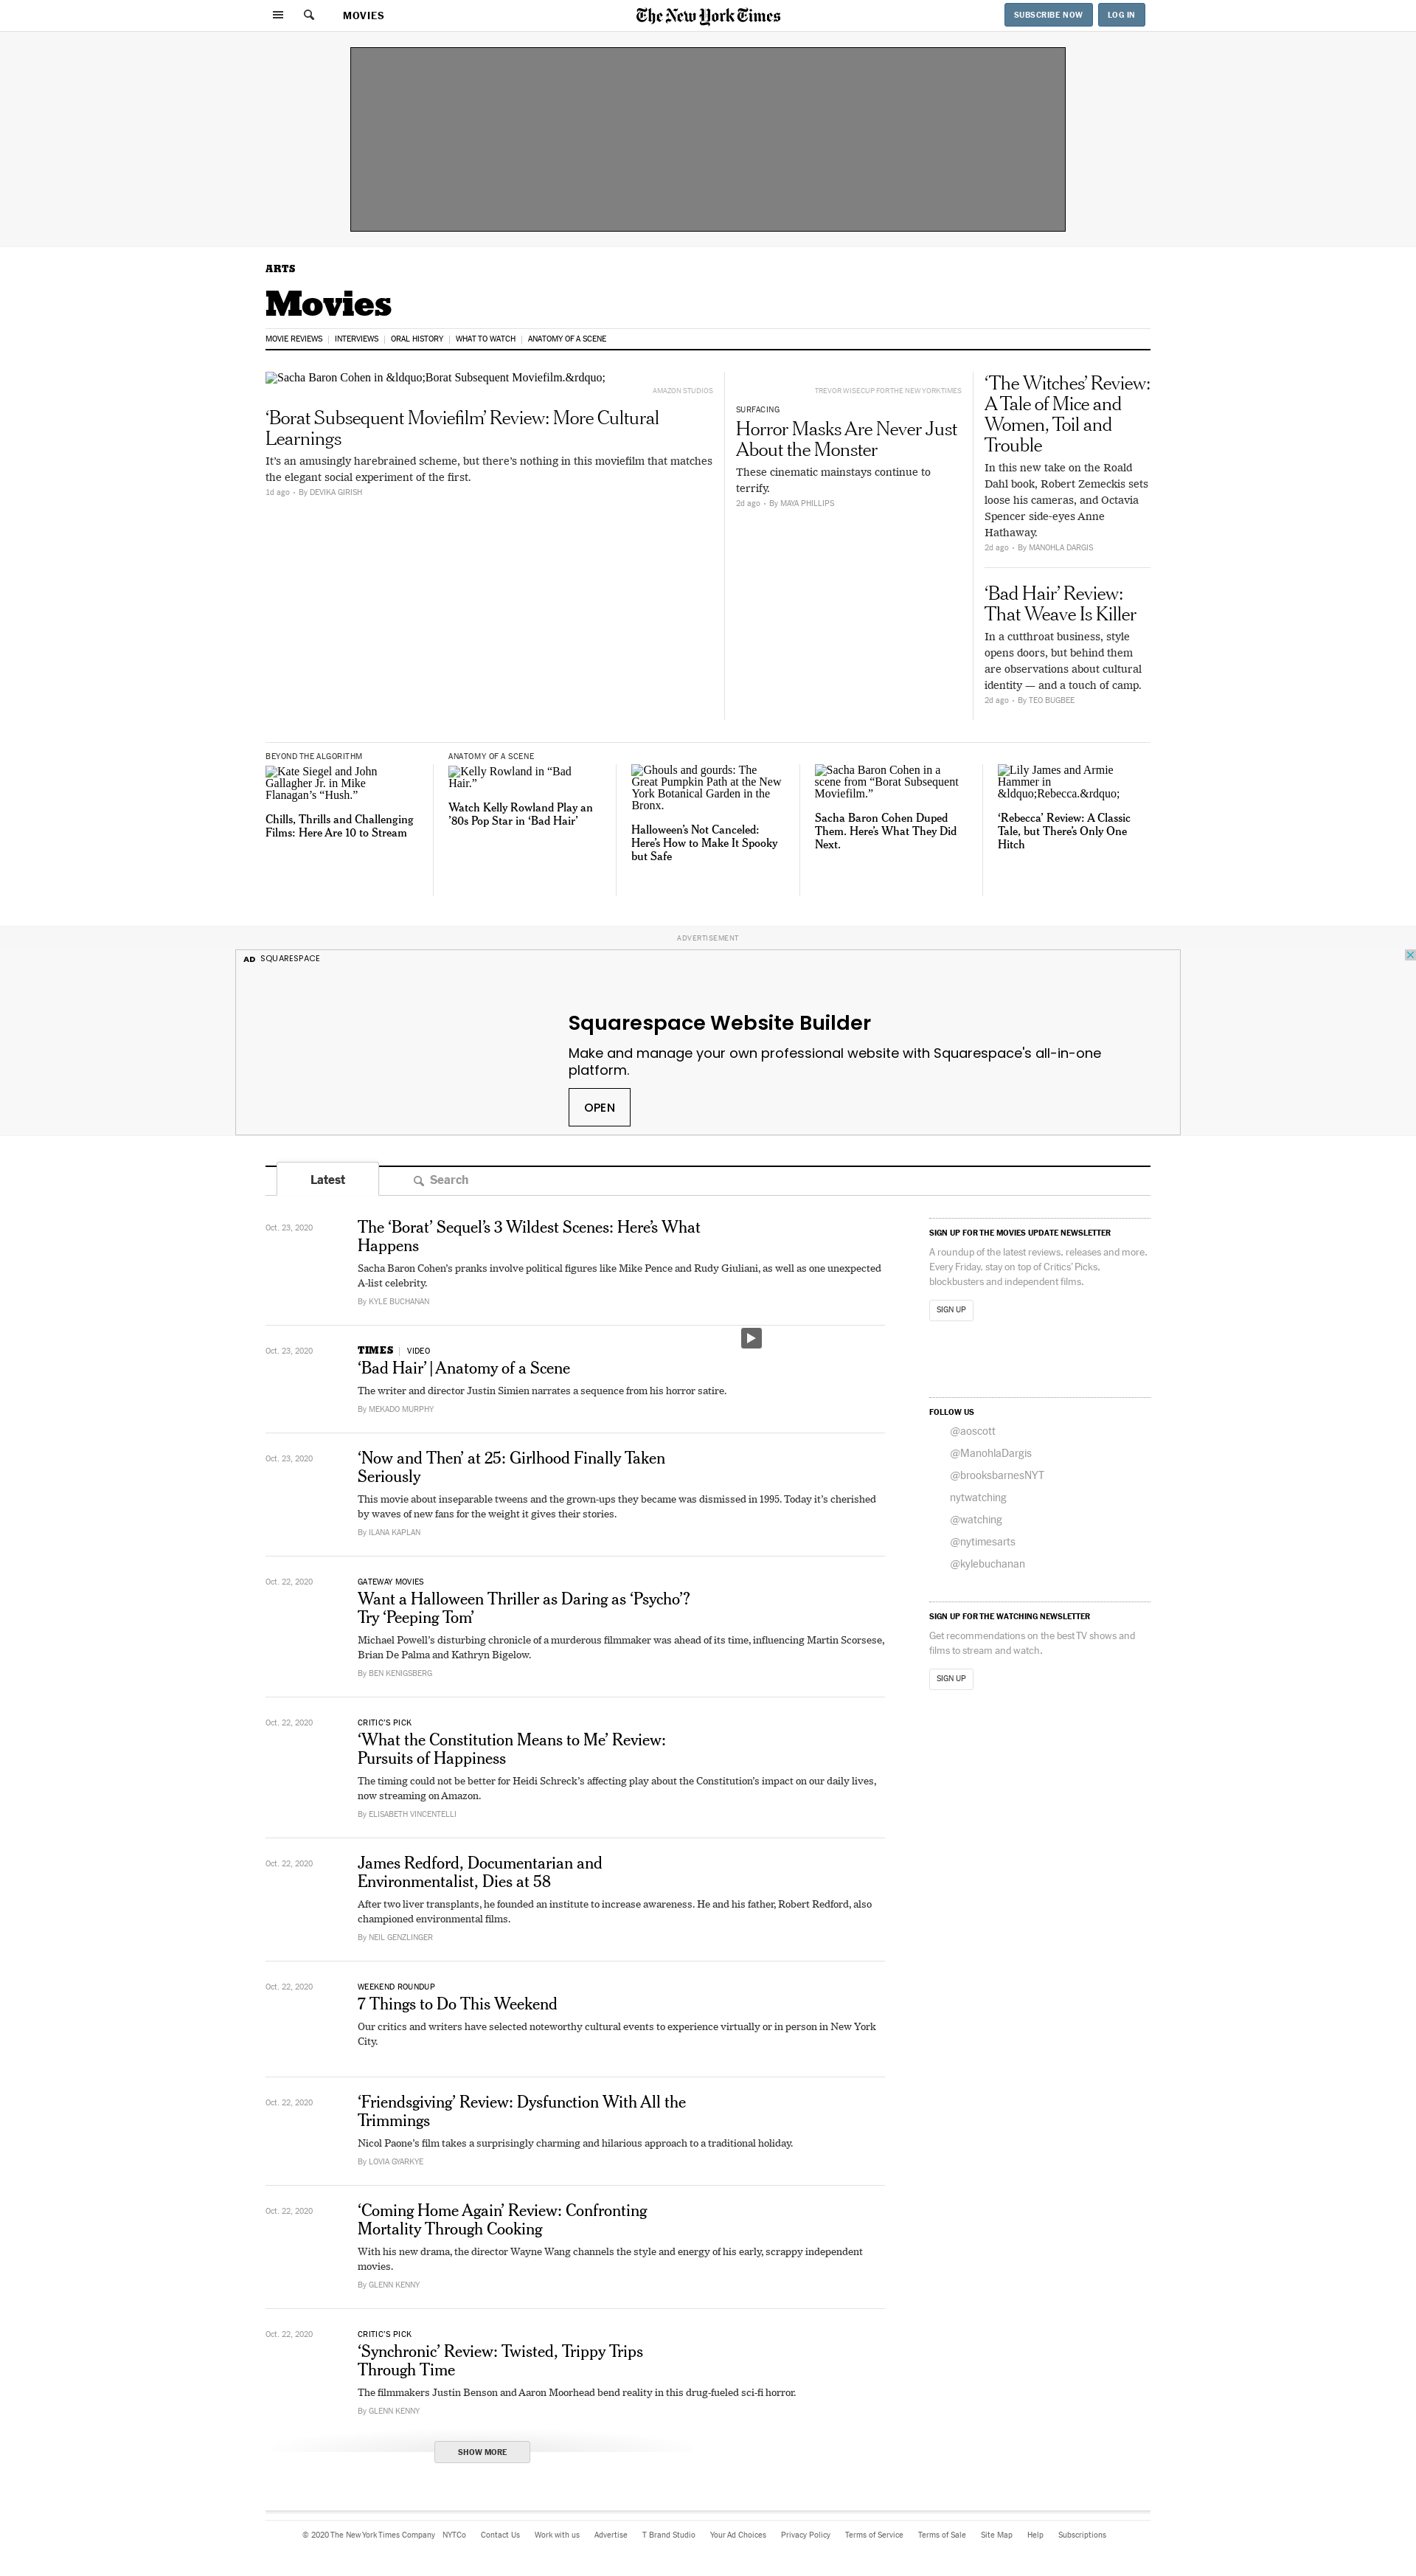 MOVIES
The New York Times
SUBSCRIBE NOW
LOG IN
ARTS
Movies
MOVIE REVIEWS
INTERVIEWS
ORAL HISTORY
WHAT TO WATCH
ANATOMY OF A SCENE
Sacha Baron Cohen in &ldquo;Borat Subsequent Moviefilm.&rdquo;
AMAZON STUDIOS
‘Borat Subsequent Moviefilm’ Review: More Cultural
Learnings
It’s an amusingly harebrained scheme, but there’s nothing in this moviefilm that matches
the elegant social experiment of the first.
1d ago • By DEVIKA GIRISH
TREVOR WISECUP FOR THE NEW YORK TIMES
SURFACING
Horror Masks Are Never Just
About the Monster
These cinematic mainstays continue to
terrify.
2d ago • By MAYA PHILLIPS
‘The Witches’ Review:
A Tale of Mice and
Women, Toil and
Trouble
In this new take on the Roald
Dahl book, Robert Zemeckis sets
loose his cameras, and Octavia
Spencer side-eyes Anne
Hathaway.
2d ago • By MANOHLA DARGIS
‘Bad Hair’ Review:
That Weave Is Killer
In a cutthroat business, style
opens doors, but behind them
are observations about cultural
identity — and a touch of camp.
2d ago • By TEO BUGBEE
BEYOND THE ALGORITHM
Kate Siegel and John
Gallagher Jr. in Mike
Flanagan’s “Hush.”
Chills, Thrills and Challenging
Films: Here Are 10 to Stream
ANATOMY OF A SCENE
Kelly Rowland in “Bad
Hair.”
Watch Kelly Rowland Play an
’80s Pop Star in ‘Bad Hair’
Ghouls and gourds: The
Great Pumpkin Path at the New
York Botanical Garden in the
Bronx.
Halloween’s Not Canceled:
Here’s How to Make It Spooky
but Safe
Sacha Baron Cohen in a
scene from “Borat Subsequent
Moviefilm.”
Sacha Baron Cohen Duped
Them. Here’s What They Did
Next.
Lily James and Armie
Hammer in
&ldquo;Rebecca.&rdquo;
‘Rebecca’ Review: A Classic
Tale, but There’s Only One
Hitch
ADVERTISEMENT
AD SQUARESPACE
Squarespace Website Builder
Make and manage your own professional website with Squarespace's all-in-one
platform.
OPEN
Latest
Search
Oct. 23, 2020
The ‘Borat’ Sequel’s 3 Wildest Scenes: Here’s What
Happens
Sacha Baron Cohen’s pranks involve political figures like Mike Pence and Rudy Giuliani, as well as one unexpected
A-list celebrity.
By KYLE BUCHANAN
Oct. 23, 2020
TIMES VIDEO
‘Bad Hair’ | Anatomy of a Scene
The writer and director Justin Simien narrates a sequence from his horror satire.
By MEKADO MURPHY
Oct. 23, 2020
‘Now and Then’ at 25: Girlhood Finally Taken
Seriously
This movie about inseparable tweens and the grown-ups they became was dismissed in 1995. Today it’s cherished
by waves of new fans for the weight it gives their stories.
By ILANA KAPLAN
Oct. 22, 2020
GATEWAY MOVIES
Want a Halloween Thriller as Daring as ‘Psycho’?
Try ‘Peeping Tom’
Michael Powell’s disturbing chronicle of a murderous filmmaker was ahead of its time, influencing Martin Scorsese,
Brian De Palma and Kathryn Bigelow.
By BEN KENIGSBERG
Oct. 22, 2020
CRITIC’S PICK
‘What the Constitution Means to Me’ Review:
Pursuits of Happiness
The timing could not be better for Heidi Schreck’s affecting play about the Constitution’s impact on our daily lives,
now streaming on Amazon.
By ELISABETH VINCENTELLI
Oct. 22, 2020
James Redford, Documentarian and
Environmentalist, Dies at 58
After two liver transplants, he founded an institute to increase awareness. He and his father, Robert Redford, also
championed environmental films.
By NEIL GENZLINGER
Oct. 22, 2020
WEEKEND ROUNDUP
7 Things to Do This Weekend
Our critics and writers have selected noteworthy cultural events to experience virtually or in person in New York
City.
Oct. 22, 2020
‘Friendsgiving’ Review: Dysfunction With All the
Trimmings
Nicol Paone’s film takes a surprisingly charming and hilarious approach to a traditional holiday.
By LOVIA GYARKYE
Oct. 22, 2020
‘Coming Home Again’ Review: Confronting
Mortality Through Cooking
With his new drama, the director Wayne Wang channels the style and energy of his early, scrappy independent
movies.
By GLENN KENNY
Oct. 22, 2020
CRITIC’S PICK
‘Synchronic’ Review: Twisted, Trippy Trips
Through Time
The filmmakers Justin Benson and Aaron Moorhead bend reality in this drug-fueled sci-fi horror.
By GLENN KENNY
SHOW MORE
SIGN UP FOR THE MOVIES UPDATE NEWSLETTER
A roundup of the latest reviews, releases and more.
Every Friday, stay on top of Critics’ Picks,
blockbusters and independent films.
SIGN UP
FOLLOW US
@aoscott
@ManohlaDargis
@brooksbarnesNYT
nytwatching
@watching
@nytimesarts
@kylebuchanan
SIGN UP FOR THE WATCHING NEWSLETTER
Get recommendations on the best TV shows and
films to stream and watch.
SIGN UP
© 2020 The New York Times Company NYTCo Contact Us Work with us Advertise T Brand Studio Your Ad Choices Privacy Policy Terms of Service Terms of Sale Site Map Help Subscriptions